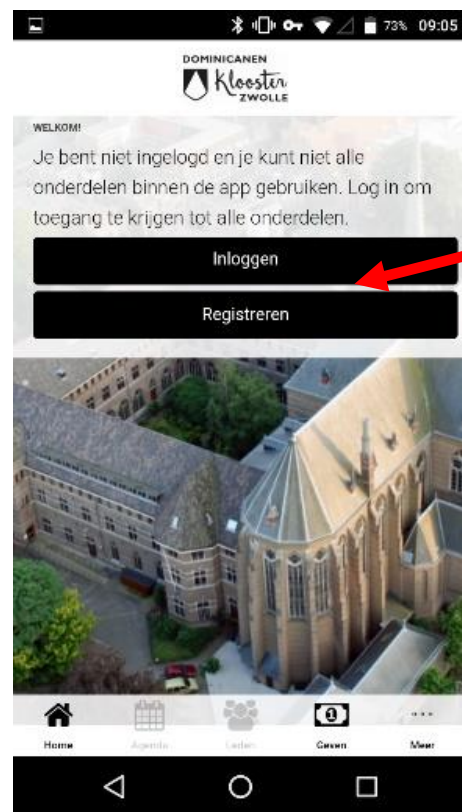 73% 09:05
DOMINICANEN
Klooster
ZWOLLE
WELKOM!
Je bent niet ingelogd en je kunt niet alle
onderdelen binnen de app gebruiken. Log in om
toegang te krijgen tot alle onderdelen.
Inloggen
Registreren
Home Agenda Leden Geven Meer